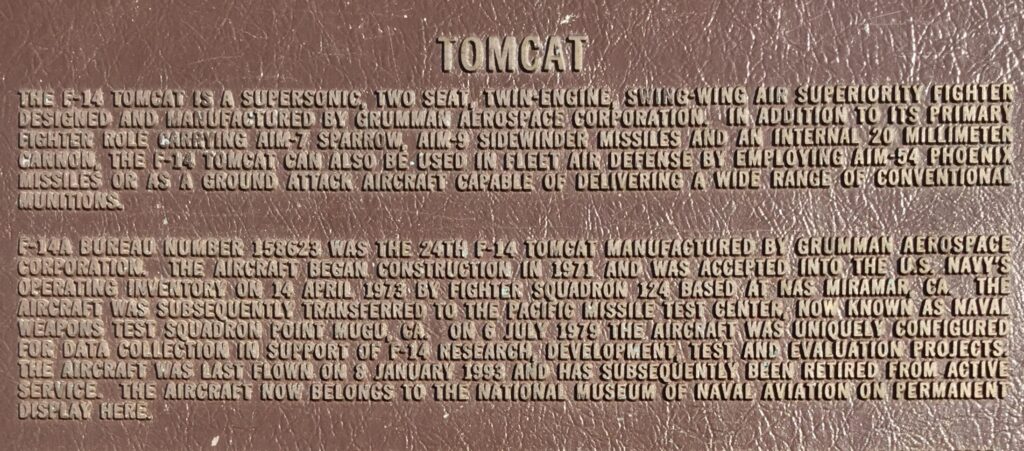 TOMCAT
THE F-14 TOMCAT IS A SUPERSONIC, TWO SEAT, TWIN-ENGINE, SWING-WING AIR SUPERIORITY FIGHTER
DESIGNED AND MANUFACTURED BY GRUMMAN AEROSPACE CORPORATION. IN ADDITION TO ITS PRIMARY
FIGHTER ROLE CARRYING AIM-7 SPARROW, AIM-9 SIDEWINDER MISSILES AND AN INTERNAL 20 MILLIMETER
CANNON, THE F-14 TOMCAT CAN ALSO BE USED IN FLEET AIR DEFENSE BY EMPLOYING AIM-54 PHOENIX
MISSILES OR AS A GROUND ATTACK AIRCRAFT CAPABLE OF DELIVERING A WIDE RANGE OF CONVENTIONAL
MUNITIONS.
F-14A BUREAU NUMBER 158623 WAS THE 24TH F-14 TOMCAT MANUFACTURED BY GRUMMAN AEROSPACE
CORPORATION. THE AIRCRAFT BEGAN CONSTRUCTION IN 1971 AND WAS ACCEPTED INTO THE U.S. NAVY'S
OPERATING INVENTORY ON 14 APRIL 1973 BY FIGHTER SQUADRON 124 BASED AT NAS MIRAMAR, CA. THE
AIRCRAFT WAS SUBSEQUENTLY TRANSFERRED TO THE PACIFIC MISSILE TEST CENTER, NOW KNOWN AS NAVAL
WEAPONS TEST SQUADRON POINT MUGU, CA. ON 6 JULY 1979 THE AIRCRAFT WAS UNIQUELY CONFIGURED
FOR DATA COLLECTION IN SUPPORT OF F-14 RESEARCH, DEVELOPMENT, TEST AND EVALUATION PROJECTS.
THE AIRCRAFT WAS LAST FLOWN ON 8 JANUARY 1993 AND HAS SUBSEQUENTLY BEEN RETIRED FROM ACTIVE
SERVICE. THE AIRCRAFT NOW BELONGS TO THE NATIONAL MUSEUM OF NAVAL AVIATION ON PERMANENT
DISPLAY HERE.